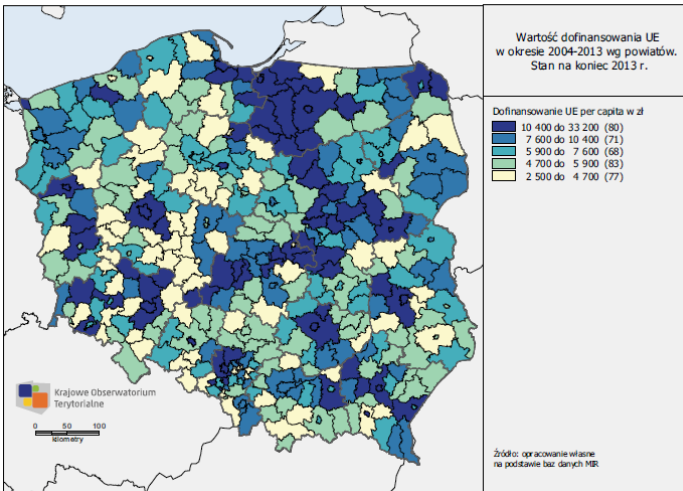 Wartość dofinansowania UE
w okresie 2004-2013 wg powiatów.
Stan na koniec 2013 r.
Dofinansowanie UE per capita w zł
10 400 do 33 200 (80)
7 600 do 10 400 (71)
5 900 do 7 600 (68)
4 700 do 5 900 (83)
2 500 do 4 700 (77)
Krajowe Obserwatorium
Terytorialne
0 50 100
kilometry
Źródło: opracowanie własne
na podstawie baz danych MIR